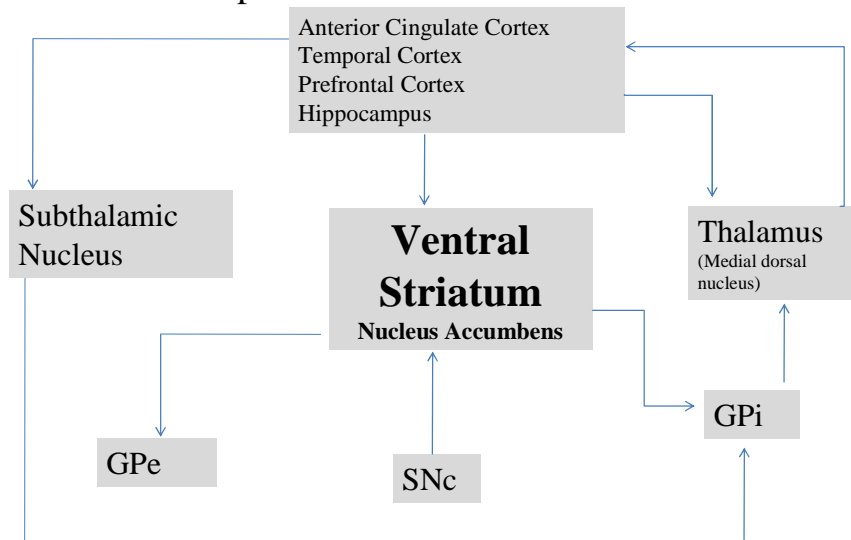 Anterior Cingulate Cortex
Temporal Cortex
Prefrontal Cortex
Hippocampus
Subthalamic
Nucleus
Ventral
Striatum
Nucleus Accumbens
Thalamus
(Medial dorsal
nucleus)
GPe
SNc
GPi